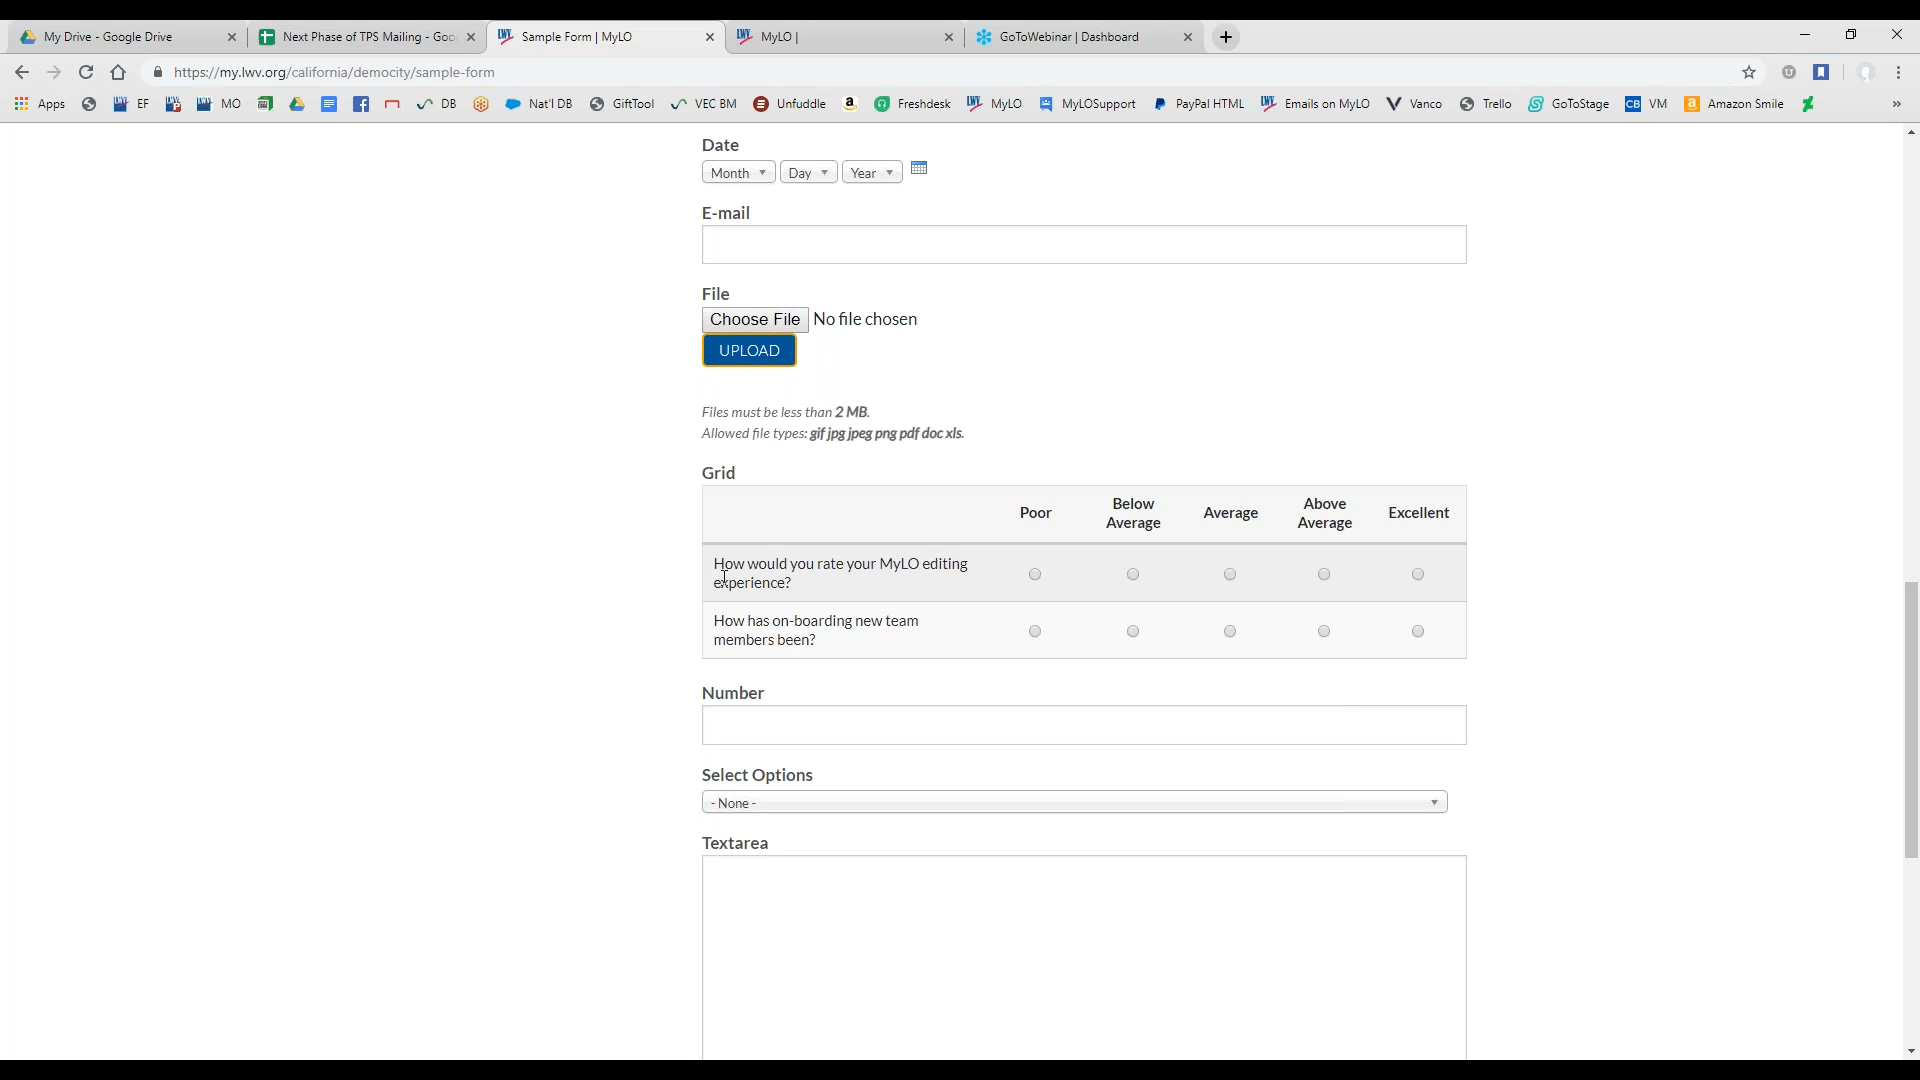 My Drive - Google Drive
Next Phase of TPS Mailing - Goo
Sample Form | MyLO
MyLO |
GoToWebinar | Dashboard
https://my.lwv.org/california/democity/sample-form
Apps EF MO DB Nat'l DB GiftTool VEC BM Unfuddle Freshdesk MyLO MyLOSupport PayPal HTML Emails on MyLO Vanco Trello GoToStage VM Amazon Smile »
Date
Month Day Year
E-mail
File
Choose File No file chosen
UPLOAD
Files must be less than 2 MB.
Allowed file types: gif jpg jpeg png pdf doc xls.
Grid
Poor Below Average Average Above Average Excellent
How would you rate your MyLO editing
experience?
How has on-boarding new team
members been?
Number
Select Options
- None -
Textarea